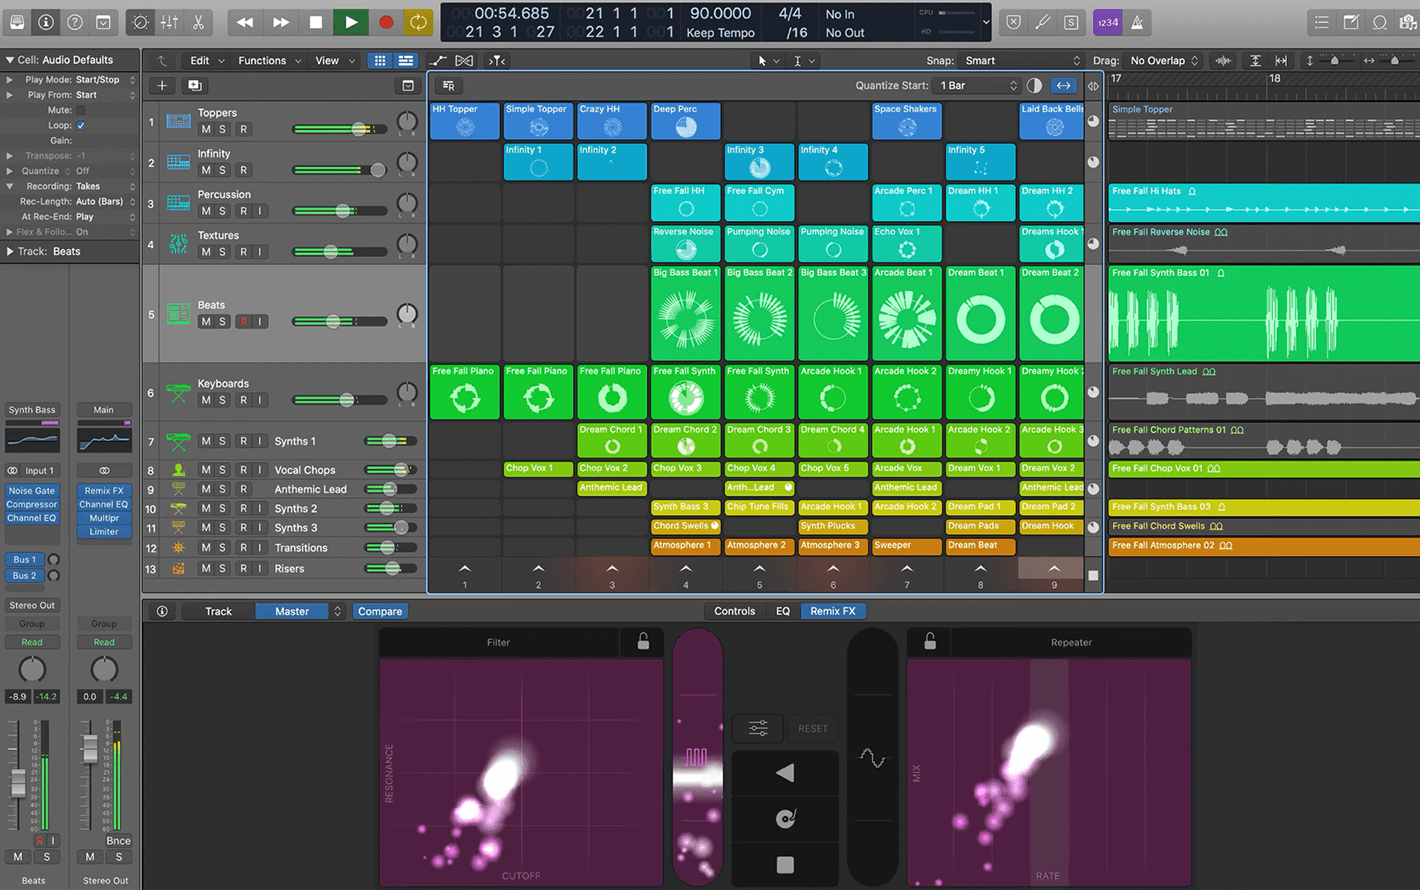 00:54.685 21 1 1 001 90.0000 4/4 No In CPU
21 3 1 027 22 1 1 001 Keep Tempo /16 No Out HD
1234
Cell: Audio Defaults
Edit Functions View Snap: Smart Drag: No Overlap
Play Mode: Start/Stop
Play From: Start
Mute:
Loop:
Gain:
Transpose: -1
Quantize Off
Recording: Takes
Rec-Length: Auto (Bars)
At Rec-End: Play
Flex & Follo... On
Track: Beats
Quantize Start: 1 Bar
17 18
1 Toppers
M S R
HH Topper Simple Topper Crazy HH Deep Perc Space Shakers Laid Back Bells Simple Topper
2 Infinity
M S R
Infinity 1 Infinity 2 Infinity 3 Infinity 4 Infinity 5
3 Percussion
M S R I
Free Fall HH Free Fall Cym Arcade Perc 1 Dream HH 1 Dream HH 2 Free Fall Hi Hats
4 Textures
M S R I
Reverse Noise Pumping Noise Pumping Noise Echo Vox 1 Dreams Hook Free Fall Reverse Noise
5 Beats
M S R I
Big Bass Beat 1 Big Bass Beat 2 Big Bass Beat 3 Arcade Beat 1 Dream Beat 1 Dream Beat 2 Free Fall Synth Bass 01
6 Keyboards
M S R I
Free Fall Piano Free Fall Piano Free Fall Piano Free Fall Synth Free Fall Synth Arcade Hook 1 Arcade Hook 2 Dreamy Hook 1 Dreamy Hook Free Fall Synth Lead
7 M S R I Synths 1
Dream Chord 1 Dream Chord 2 Dream Chord 3 Dream Chord 4 Arcade Hook 1 Arcade Hook 2 Arcade Hook Free Fall Chord Patterns 01
8 M S R I Vocal Chops Chop Vox 1 Chop Vox 2 Chop Vox 3 Chop Vox 4 Chop Vox 5 Arcade Vox Dream Vox 1 Dream Vox 2 Free Fall Chop Vox 01
9 M S R Anthemic Lead Anthemic Lead Anth...Lead Anthemic Lead Anthemic Lead
10 M S R I Synths 2 Synth Bass 3 Chip Tune Fills Arcade Hook 1 Arcade Hook 2 Dream Pad 1 Dream Pad 2 Free Fall Synth Bass 03
11 M S R I Synths 3 Chord Swells Synth Plucks Dream Pads Dream Hook Free Fall Chord Swells
12 M S R I Transitions Atmosphere 1 Atmosphere 2 Atmosphere 3 Sweeper Dream Beat Free Fall Atmosphere 02
13 M S R I Risers
1 2 3 4 5 6 7 8 9
Synth Bass Main
Input 1
Noise Gate Remix FX
Compressor Channel EQ
Channel EQ Multipr
Limiter
Bus 1
Bus 2
Stereo Out
Group Group
Read Read
-8.9 -14.2 0.0 -4.4
R I Bnce
M S M S
Beats Stereo Out
Track Master Compare Controls EQ Remix FX
Filter Repeater
RESONANCE
CUTOFF
RESET
MIX
RATE